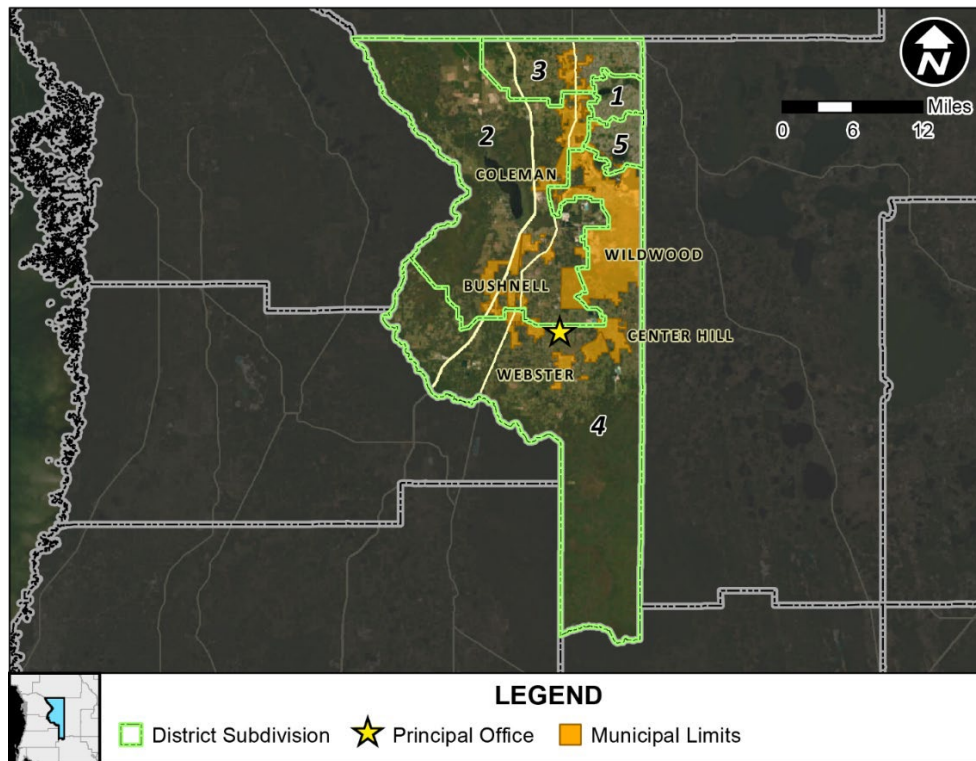 N
3
1
Miles
0 6 12
2
5
COLEMAN
WILDWOOD
BUSHNELL
CENTER HILL
WEBSTER
4
LEGEND
District Subdivision Principal Office Municipal Limits